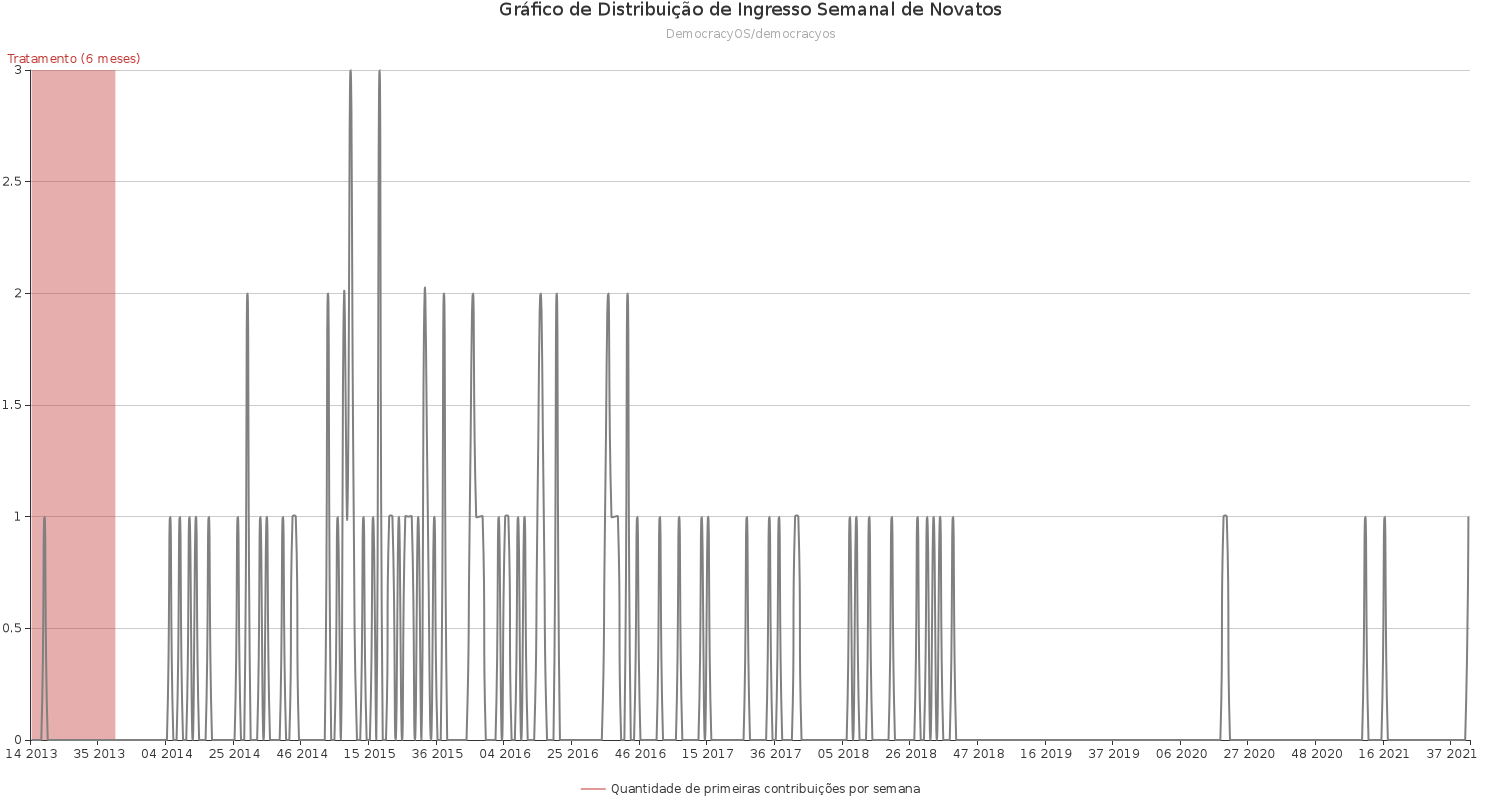 Gráfico de Distribuição de Ingresso Semanal de Novatos
DemocracyOS/democracyos
Tratamento (6 meses)
3
2.5
2
1.5
1
0.5
0
14 2013 35 2013 04 2014 25 2014 46 2014 15 2015 36 2015 04 2016 25 2016 46 2016 15 2017 36 2017 05 2018 26 2018 47 2018 16 2019 37 2019 06 2020 27 2020 48 2020 16 2021 37 2021
Quantidade de primeiras contribuições por semana